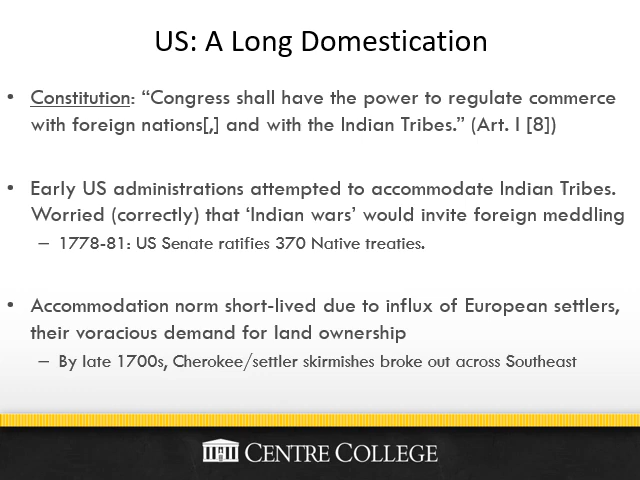 US: A Long Domestication
• Constitution: “Congress shall have the power to regulate commerce
with foreign nations[,] and with the Indian Tribes.” (Art. I [8])
• Early US administrations attempted to accommodate Indian Tribes.
Worried (correctly) that ‘Indian wars’ would invite foreign meddling
– 1778-81: US Senate ratifies 370 Native treaties.
• Accommodation norm short-lived due to influx of European settlers,
their voracious demand for land ownership
– By late 1700s, Cherokee/settler skirmishes broke out across Southeast
CENTRE COLLEGE